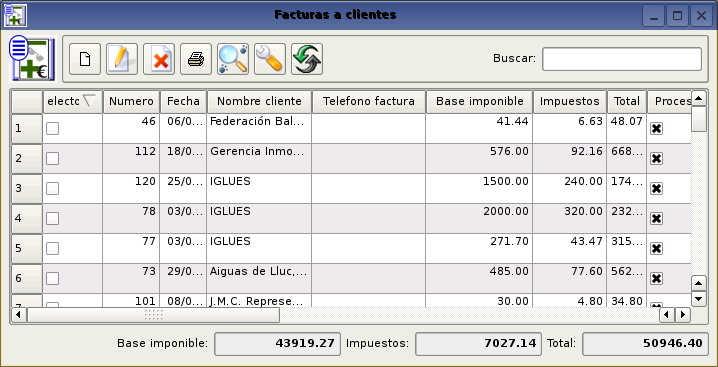 Facturas a clientes
Buscar:
electo Numero Fecha Nombre cliente Telefono factura Base imponible Impuestos Total Proces
1 46 06/0... Federación Bal... 41.44 6.63 48.07
2 112 18/0... Gerencia Inmo... 576.00 92.16 668...
3 120 25/0... IGLUES 1500.00 240.00 174...
4 78 03/0... IGLUES 2000.00 320.00 232...
5 77 03/0... IGLUES 271.70 43.47 315...
6 73 29/0... Aiguas de Lluc,... 485.00 77.60 562...
7 101 08/0... J.M.C. Represe... 30.00 4.80 34.80
Base imponible: 43919.27 Impuestos: 7027.14 Total: 50946.40